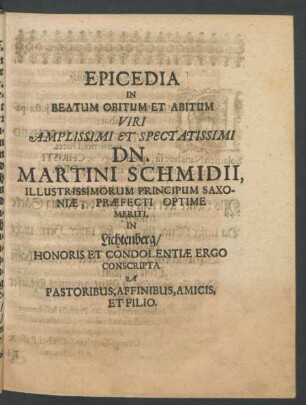 EPICEDIA
IN
BEATUM OBITUM ET ABITUM
VIRI
AMPLISSIMI ET SPECTATISSIMI
DN.
MARTINI SCHMIDII,
ILLUSTRISSIMORUM PRINCIPUM SAXO-
NIÆ, PRÆFECTI OPTIME
MERITI,
IN
Lichtenberg/
HONORIS ET CONDOLENTIÆ ERGO
CONSCRIPTA
A
PASTORIBUS, AFFINIBUS, AMICIS,
ET FILIO.